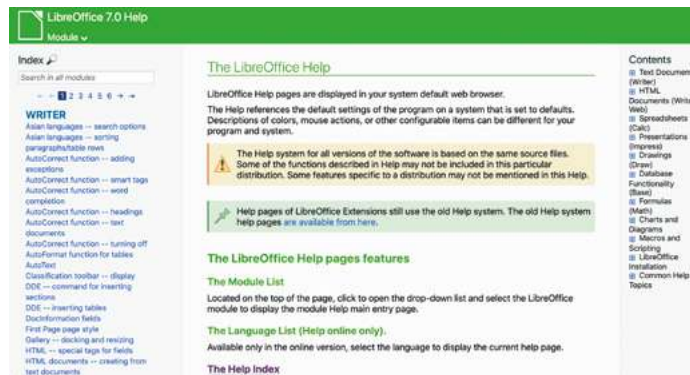 LibreOffice 7.0 Help
Module
Index
Search in all modules
1 2 3 4 5 6
WRITER
Asian languages -- search options
Asian languages -- sorting
paragraphs/table rows
AutoCorrect function -- adding
exceptions
AutoCorrect function -- smart tags
AutoCorrect function -- word
completion
AutoCorrect function -- headings
AutoCorrect function -- text
documents
AutoCorrect function -- turning off
AutoFormat function for tables
AutoText
Classification toolbar -- display
DDE -- command for inserting
sections
DDE -- inserting tables
DocInformation fields
First Page page style
Gallery -- docking and resizing
HTML -- special tags for fields
HTML documents -- creating from
text documents
The LibreOffice Help
LibreOffice Help pages are displayed in your system default web browser.
The Help references the default settings of the program on a system that is set to defaults.
Descriptions of colors, mouse actions, or other configurable items can be different for your
program and system.
The Help system for all versions of the software is based on the same source files.
Some of the functions described in Help may not be included in this particular
distribution. Some features specific to a distribution may not be mentioned in this Help.
Help pages of LibreOffice Extensions still use the old Help system. The old Help system
help pages are available from here.
The LibreOffice Help pages features
The Module List
Located on the top of the page, click to open the drop-down list and select the LibreOffice
module to display the module Help main entry page.
The Language List (Help online only).
Available only in the online version, select the language to display the current help page.
The Help Index
Contents
Text Documen
(Writer)
HTML
Documents (Write
Web)
Spreadsheets
(Calc)
Presentations
(Impress)
Drawings
(Draw)
Database
Functionality
(Base)
Formulas
(Math)
Charts and
Diagrams
Macros and
Scripting
LibreOffice
Installation
Common Help
Topics